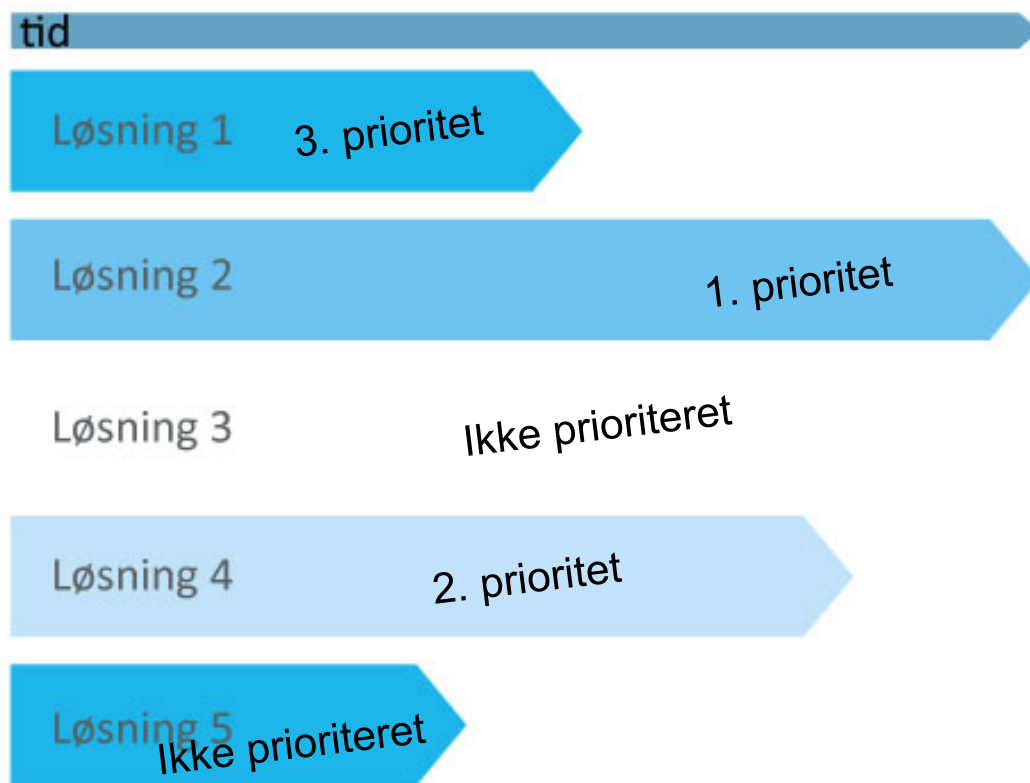 tid
Løsning 1 3. prioritet
Løsning 2 1. prioritet
Løsning 3 Ikke prioriteret
Løsning 4 2. prioritet
Løsning 5 Ikke prioriteret